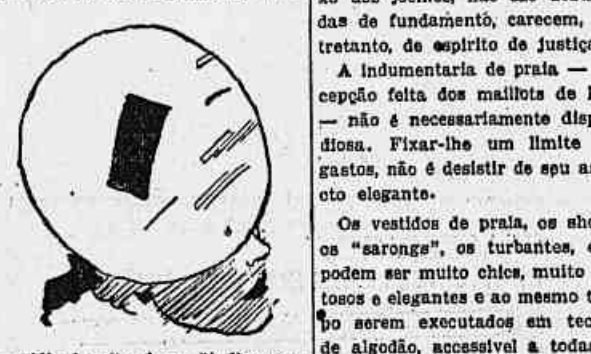 das de fundamento, carecem,
tretanto, de espirito de justiça
A indumentaria de praia —
cepção feita dos maillots de
— não é necessariamente disp
diosa. Fixar-lhe um limite
gastos, não é desistir de seu as
cto elegante.
Os vestidos de praia, os sho
os "sarongs", os turbantes, e
podem ser muito chics, muito
tosos e elegantes e ao mesmo t
po serem executados em tec
de algodão, accessivel a todas